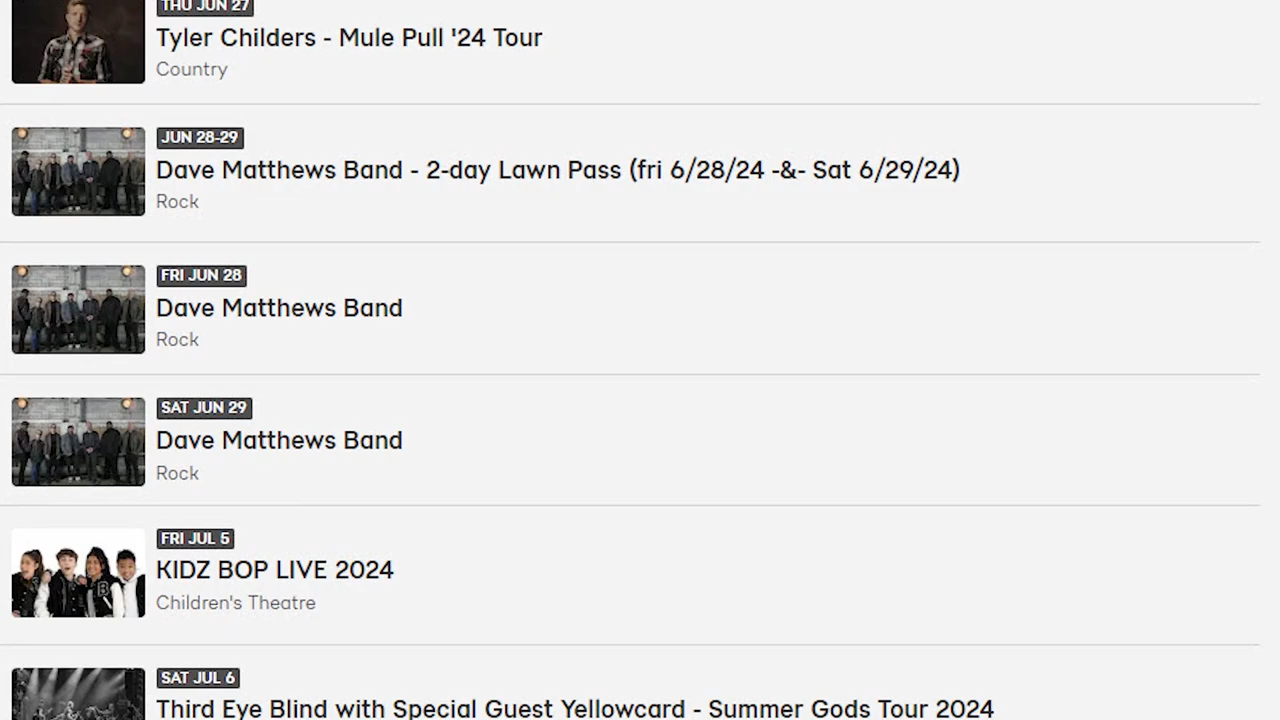 THU JUN 27
Tyler Childers - Mule Pull '24 Tour
Country
JUN 28-29
Dave Matthews Band - 2-day Lawn Pass (fri 6/28/24 -&- Sat 6/29/24)
Rock
FRI JUN 28
Dave Matthews Band
Rock
SAT JUN 29
Dave Matthews Band
Rock
FRI JUL 5
KIDZ BOP LIVE 2024
Children's Theatre
SAT JUL 6
Third Eye Blind with Special Guest Yellowcard - Summer Gods Tour 2024